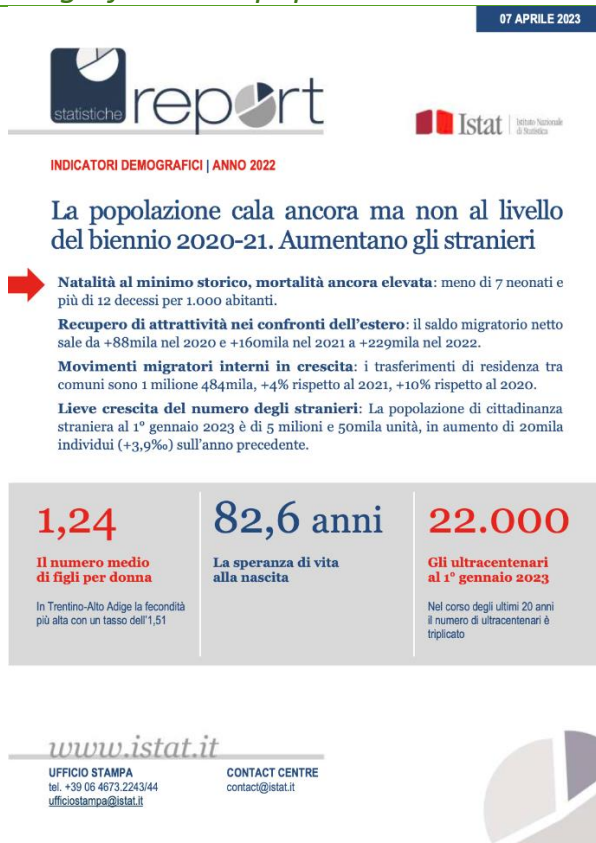 07 APRILE 2023
statistiche
report
Istat
Istituto Nazionale
di Statistica
INDICATORI DEMOGRAFICI | ANNO 2022
La popolazione cala ancora ma non al livello
del biennio 2020-21. Aumentano gli stranieri
Natalità al minimo storico, mortalità ancora elevata: meno di 7 neonati e
più di 12 decessi per 1.000 abitanti.
Recupero di attrattività nei confronti dell'estero: il saldo migratorio netto
sale da +88mila nel 2020 e +160mila nel 2021 a +229mila nel 2022.
Movimenti migratori interni in crescita: i trasferimenti di residenza tra
comuni sono 1 milione 484mila, +4% rispetto al 2021, +10% rispetto al 2020.
Lieve crescita del numero degli stranieri: La popolazione di cittadinanza
straniera al 1° gennaio 2023 è di 5 milioni e 50mila unità, in aumento di 20mila
individui (+3,9‰) sull'anno precedente.
1,24
Il numero medio
di figli per donna
In Trentino-Alto Adige la fecondità
più alta con un tasso dell'1,51
82,6 anni
La speranza di vita
alla nascita
22.000
Gli ultracentenari
al 1° gennaio 2023
Nel corso degli ultimi 20 anni
il numero di ultracentenari è
triplicato
www.istat.it
UFFICIO STAMPA
tel. +39 06 4673.2243/44
ufficiostampa@istat.it
CONTACT CENTRE
contact@istat.it